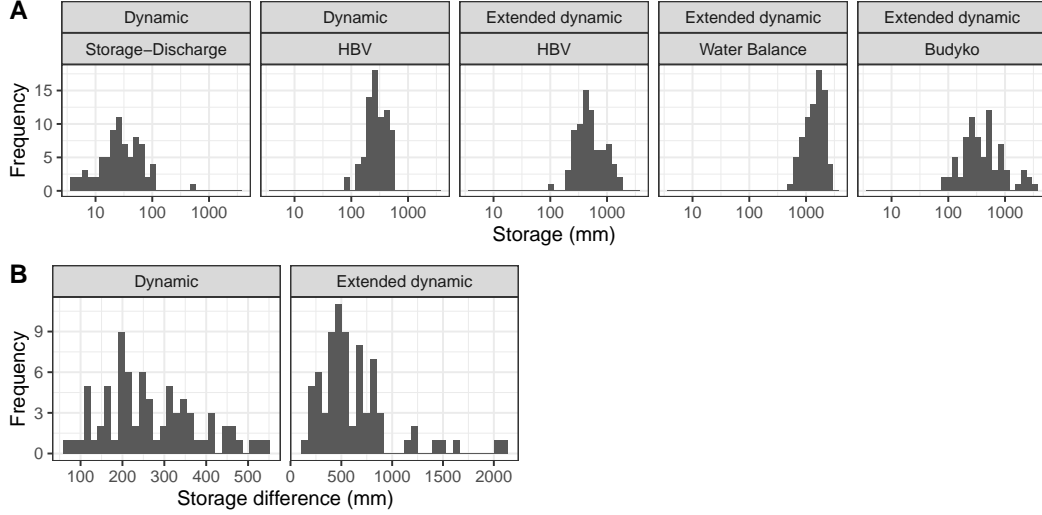 A
Dynamic Dynamic Extended dynamic Extended dynamic Extended dynamic
Storage−Discharge HBV HBV Water Balance Budyko
15
10
5
0
Frequency
10 100 1000 10 100 1000 10 100 1000 10 100 1000 10 100 1000
Storage (mm)
B
Dynamic Extended dynamic
9
6
3
0
Frequency
100 200 300 400 500 0 500 1000 1500 2000
Storage difference (mm)